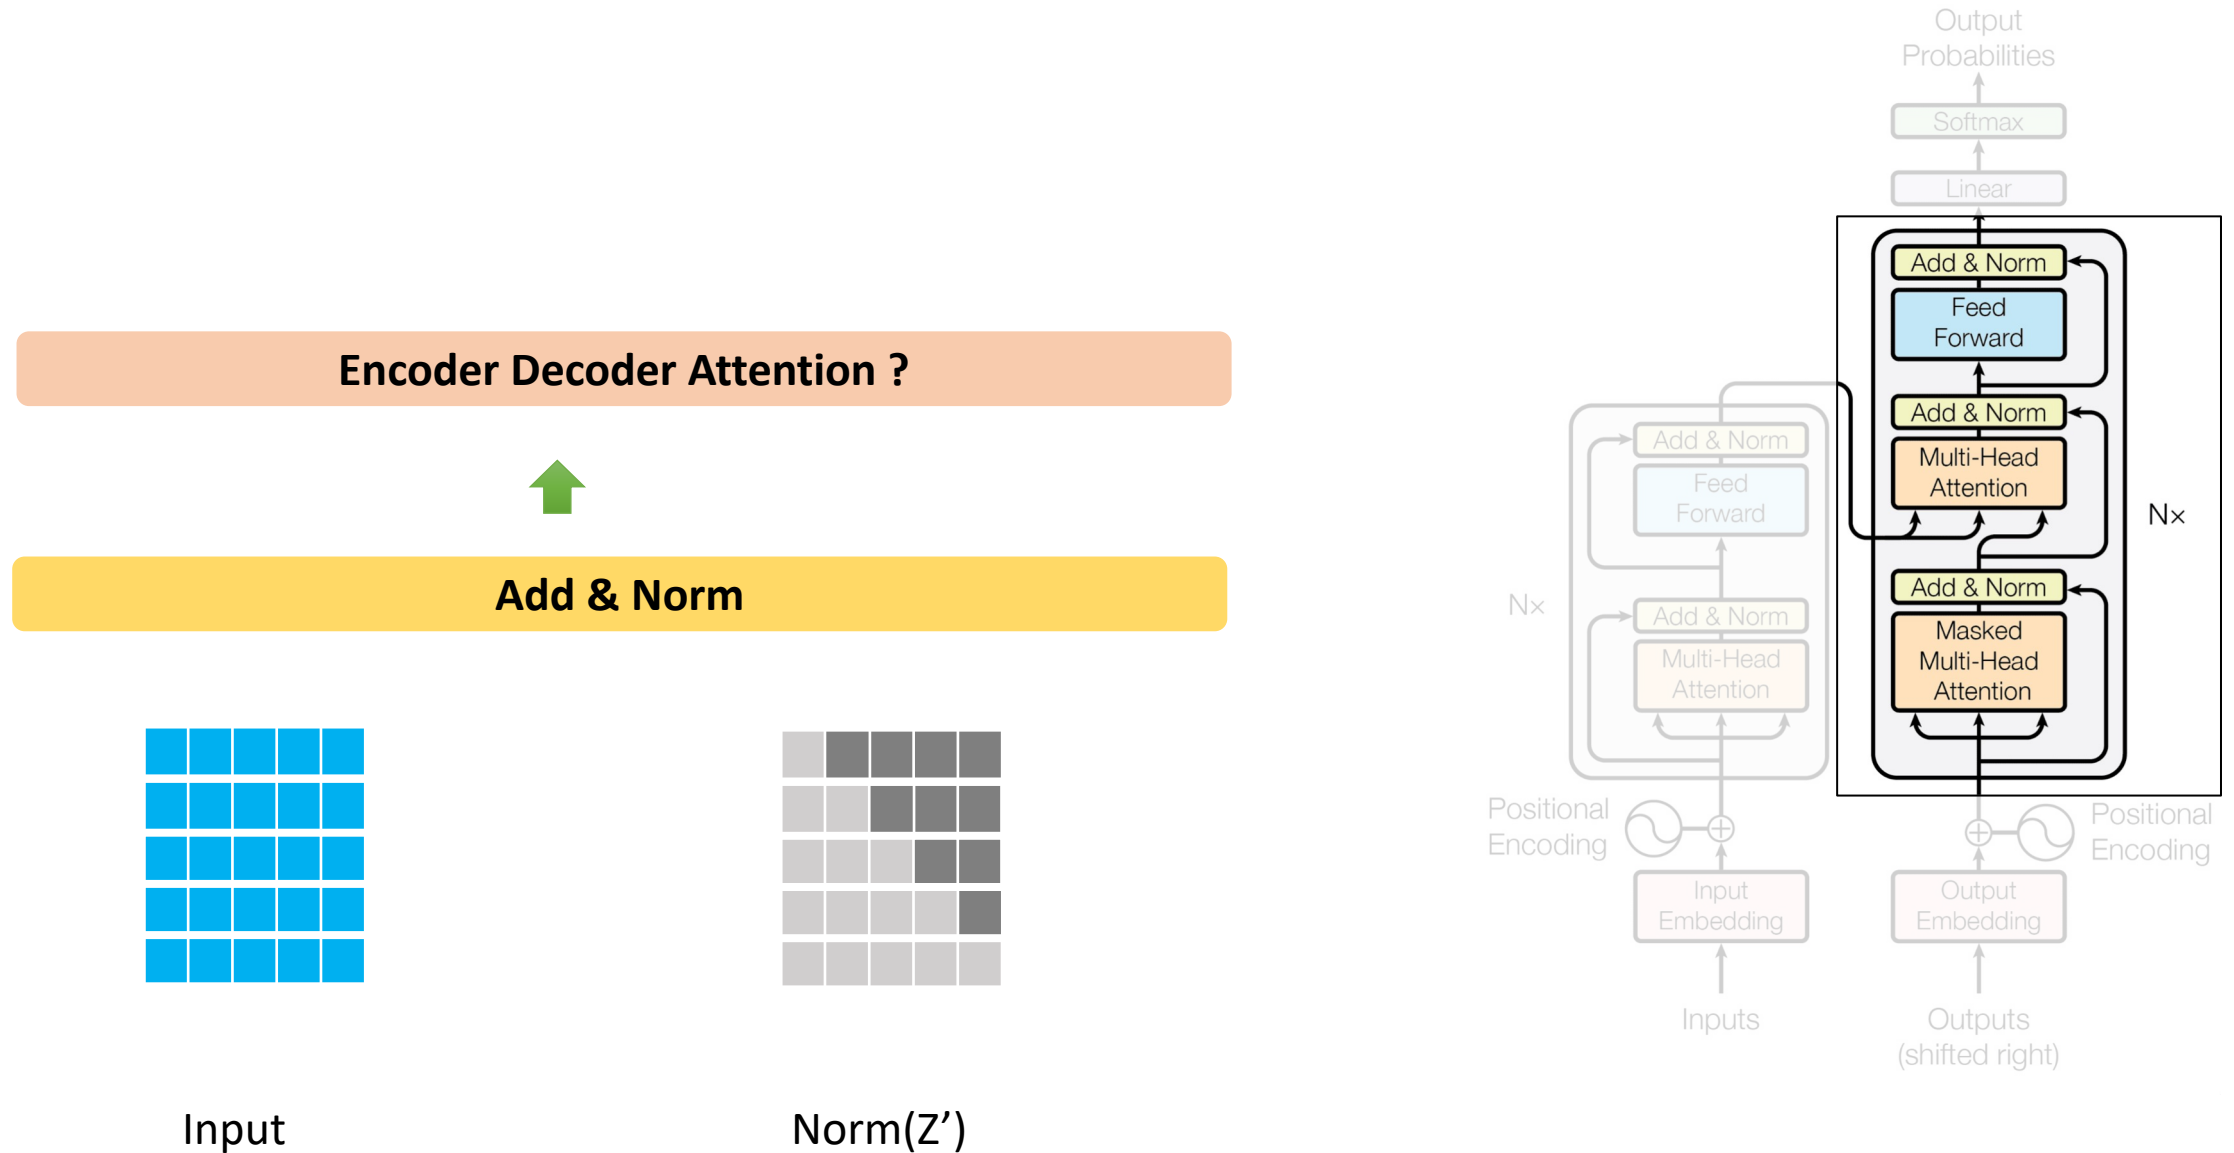 Encoder Decoder Attention ?
Add & Norm
Input
Norm(Z’)
Output
Probabilities
Softmax
Linear
Add & Norm
Feed
Forward
Add & Norm
Multi-Head
Attention
N×
Add & Norm
Masked
Multi-Head
Attention
Add & Norm
Feed
Forward
N×
Add & Norm
Multi-Head
Attention
Positional
Encoding
Positional
Encoding
Input
Embedding
Output
Embedding
Inputs
Outputs
(shifted right)